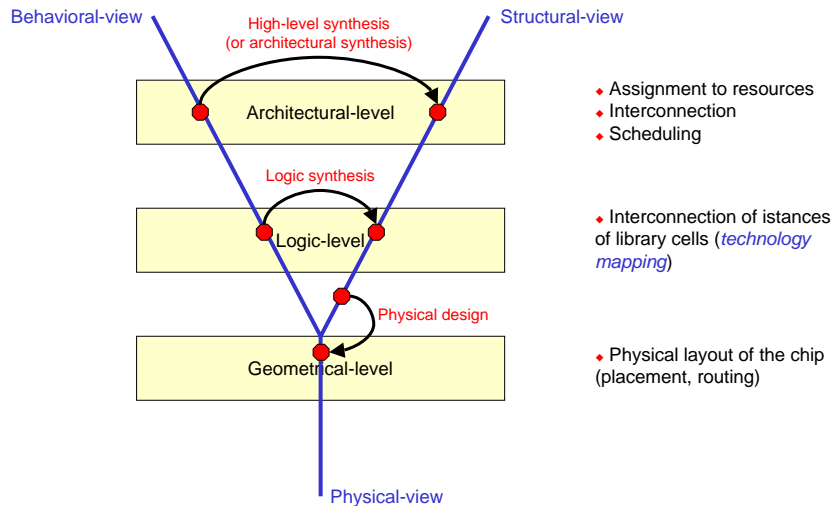 Behavioral-view
High-level synthesis
(or architectural synthesis)
Structural-view
Architectural-level
⬥ Assignment to resources
⬥ Interconnection
⬥ Scheduling
Logic synthesis
Logic-level
⬥ Interconnection of istances
of library cells (technology
mapping)
Physical design
Geometrical-level
⬥ Physical layout of the chip
(placement, routing)
Physical-view